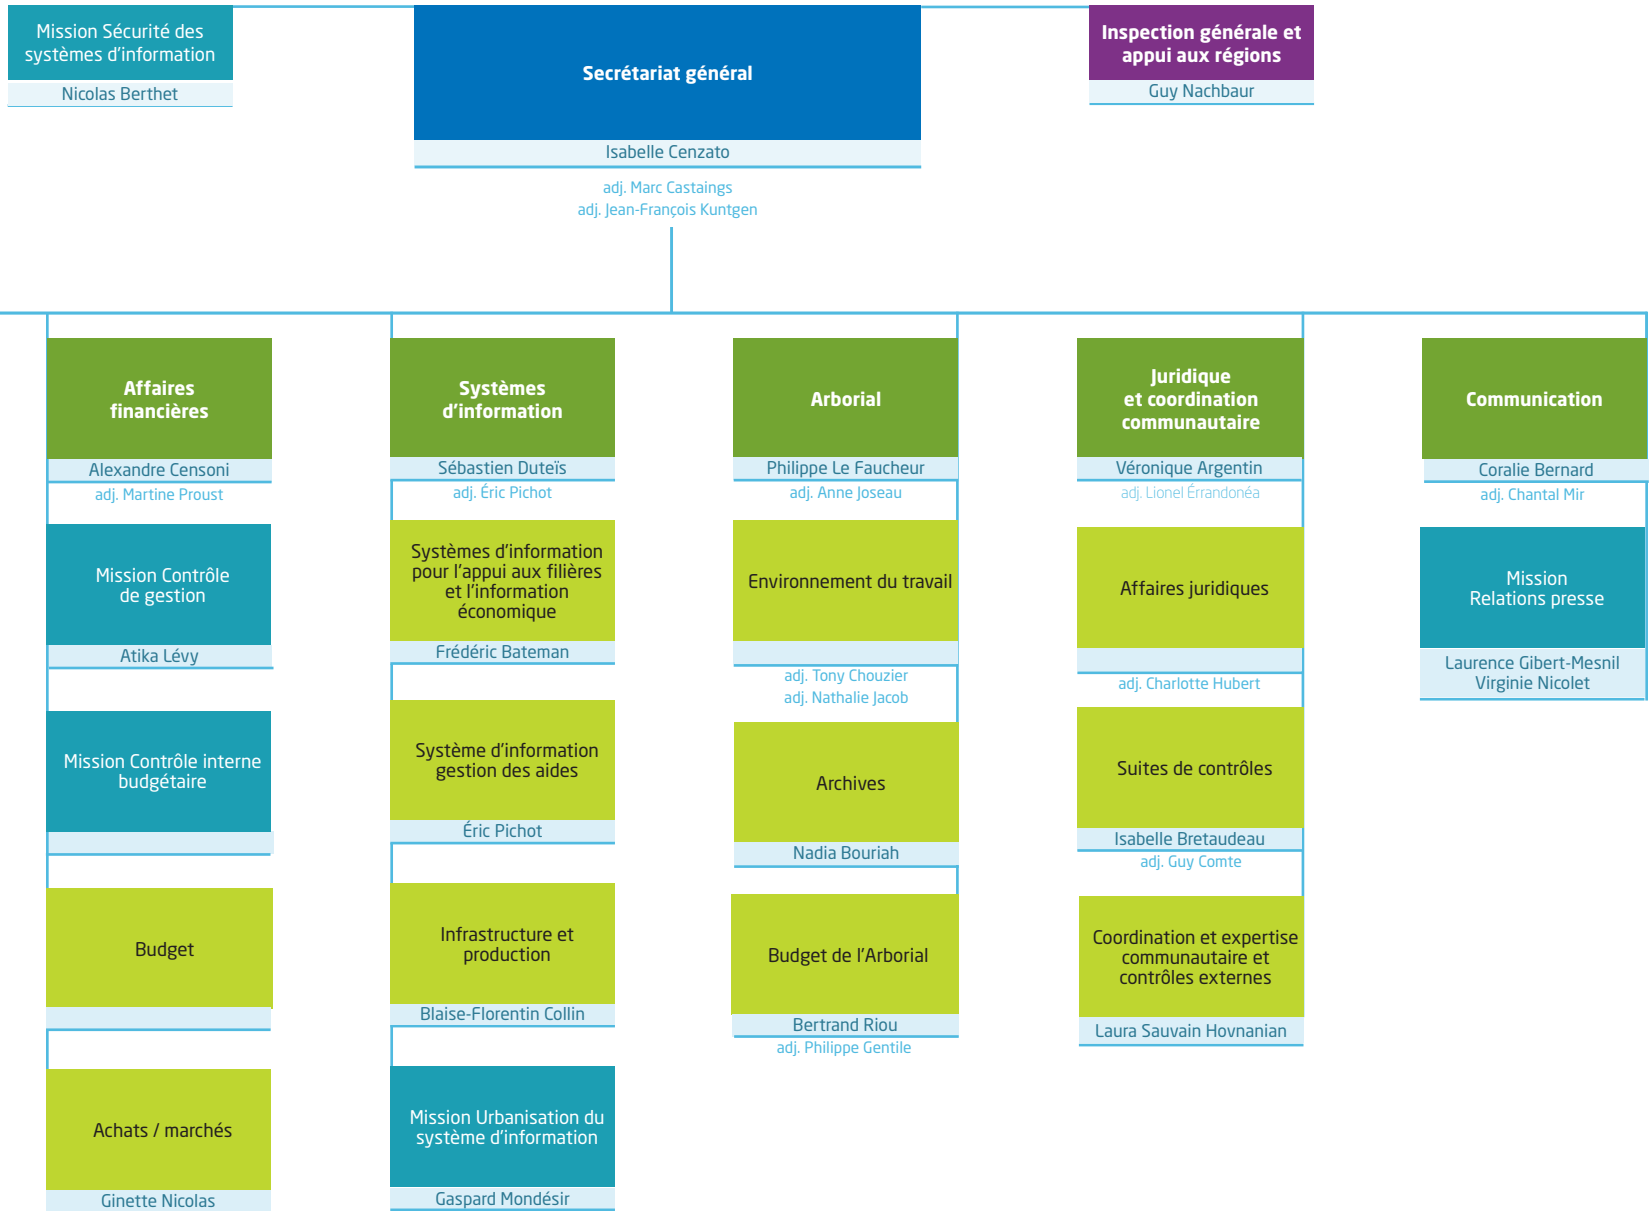 Mission Sécurité des
systèmes d'information
Nicolas Berthet
Secrétariat général
Isabelle Cenzato
adj. Marc Castaings
adj. Jean-François Kuntgen
Inspection générale et
appui aux régions
Guy Nachbaur
Affaires
financières
Alexandre Censoni
adj. Martine Proust
Mission Contrôle
de gestion
Atika Lévy
Mission Contrôle interne
budgétaire
Budget
Achats / marchés
Ginette Nicolas
Systèmes
d'information
Sébastien Duteïs
adj. Éric Pichot
Systèmes d'information
pour l'appui aux filières
et l'information
économique
Frédéric Bateman
Système d'information
gestion des aides
Éric Pichot
Infrastructure et
production
Blaise-Florentin Collin
Mission Urbanisation du
système d'information
Gaspard Mondésir
Arborial
Philippe Le Faucheur
adj. Anne Joseau
Environnement du travail
adj. Tony Chouzier
adj. Nathalie Jacob
Archives
Nadia Bouriah
Budget de l'Arborial
Bertrand Riou
adj. Philippe Gentile
Juridique
et coordination
communautaire
Véronique Argentin
adj. Lionel Érrandonéa
Affaires juridiques
adj. Charlotte Hubert
Suites de contrôles
Isabelle Bretaudeau
adj. Guy Comte
Coordination et expertise
communautaire et
contrôles externes
Laura Sauvain Hovnanian
Communication
Coralie Bernard
adj. Chantal Mir
Mission
Relations presse
Laurence Gibert-Mesnil
Virginie Nicolet